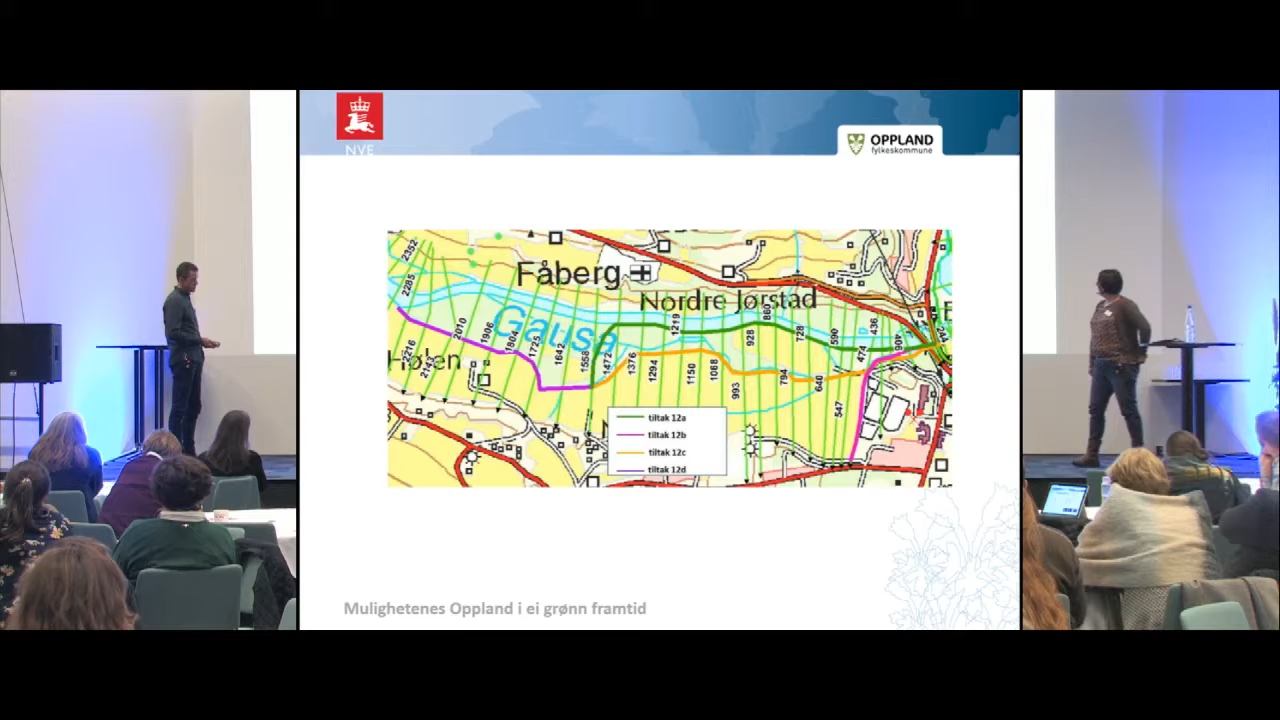 NVE
OPPLAND
fylkeskommune
Fåberg
Nordre Jørstad
Gausa
2352
2285
2216
2143
2010
1906
1804
1725
1642
1558
1472
1376
1294
1219
1150
1068
993
928
860
794
728
640
590
547
474
436
406
244
tiltak 12a
tiltak 12b
tiltak 12c
tiltak 12d
Mulighetenes Oppland i ei grønn framtid